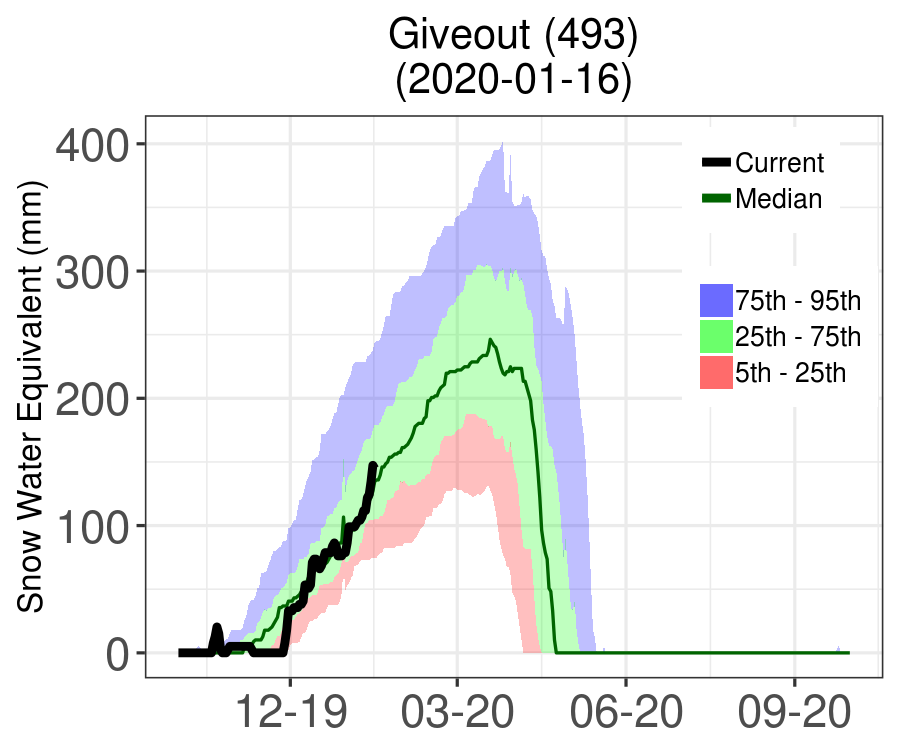 Giveout (493)
(2020-01-16)
Snow Water Equivalent (mm)
400
300
200
100
0
12-19
03-20
06-20
09-20
Current
Median
75th - 95th
25th - 75th
5th - 25th